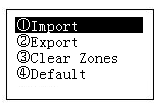 ①Import
②Export
③Clear Zones
④Default